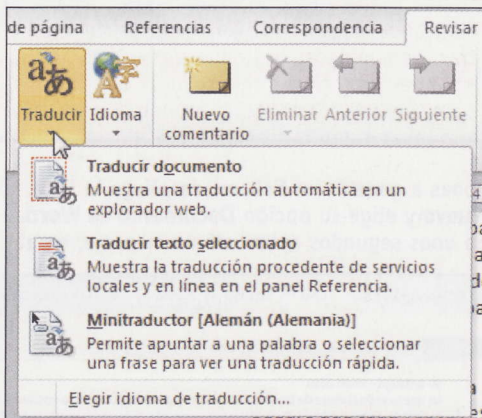 de página Referencias Correspondencia Revisar
Traducir Idioma Nuevo comentario Eliminar Anterior Siguiente
Traducir documento
Muestra una traducción automática en un
explorador web.
Traducir texto seleccionado
Muestra la traducción procedente de servicios
locales y en línea en el panel Referencia.
Minitraductor [Alemán (Alemania)]
Permite apuntar a una palabra o seleccionar
una frase para ver una traducción rápida.
Elegir idioma de traducción...